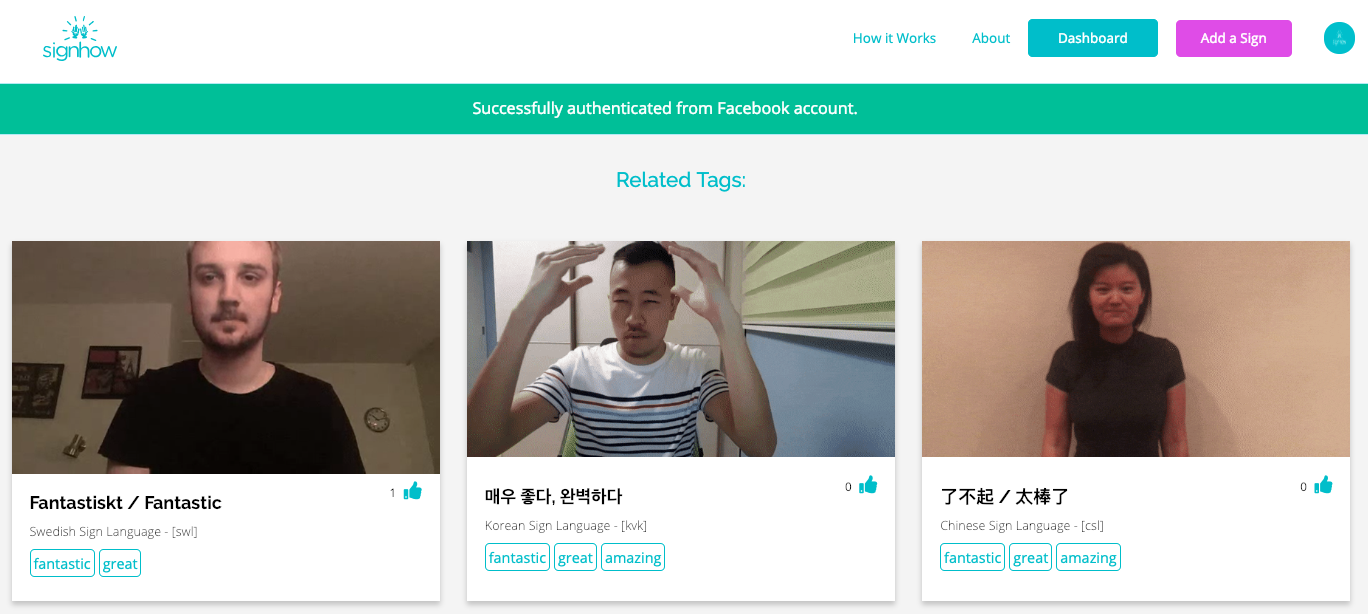 signhow
How it Works
About
Dashboard
Add a Sign
Successfully authenticated from Facebook account.
Related Tags:
Fantastiskt / Fantastic
1
Swedish Sign Language - [swl]
fantastic great
매우 좋다, 완벽하다
0
Korean Sign Language - [kvk]
fantastic great amazing
了不起 / 太棒了
0
Chinese Sign Language - [csl]
fantastic great amazing